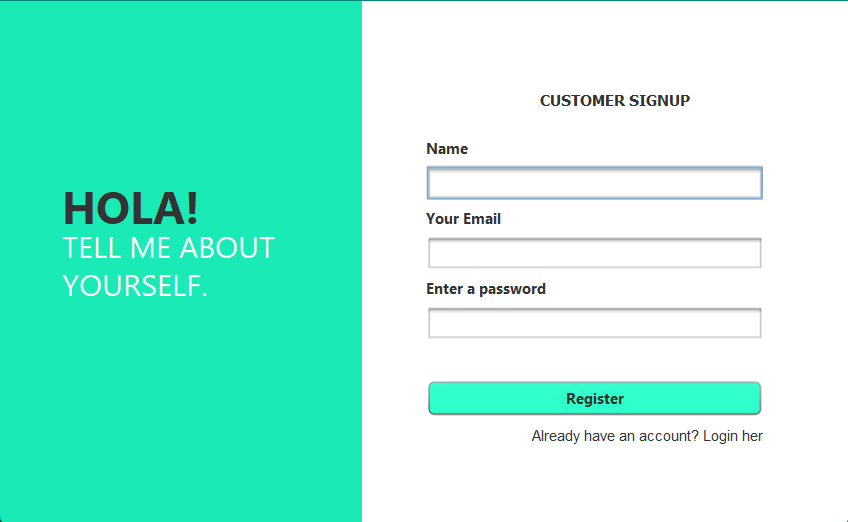 HOLA!
TELL ME ABOUT
YOURSELF.
CUSTOMER SIGNUP
Name
Your Email
Enter a password
Register
Already have an account? Login her